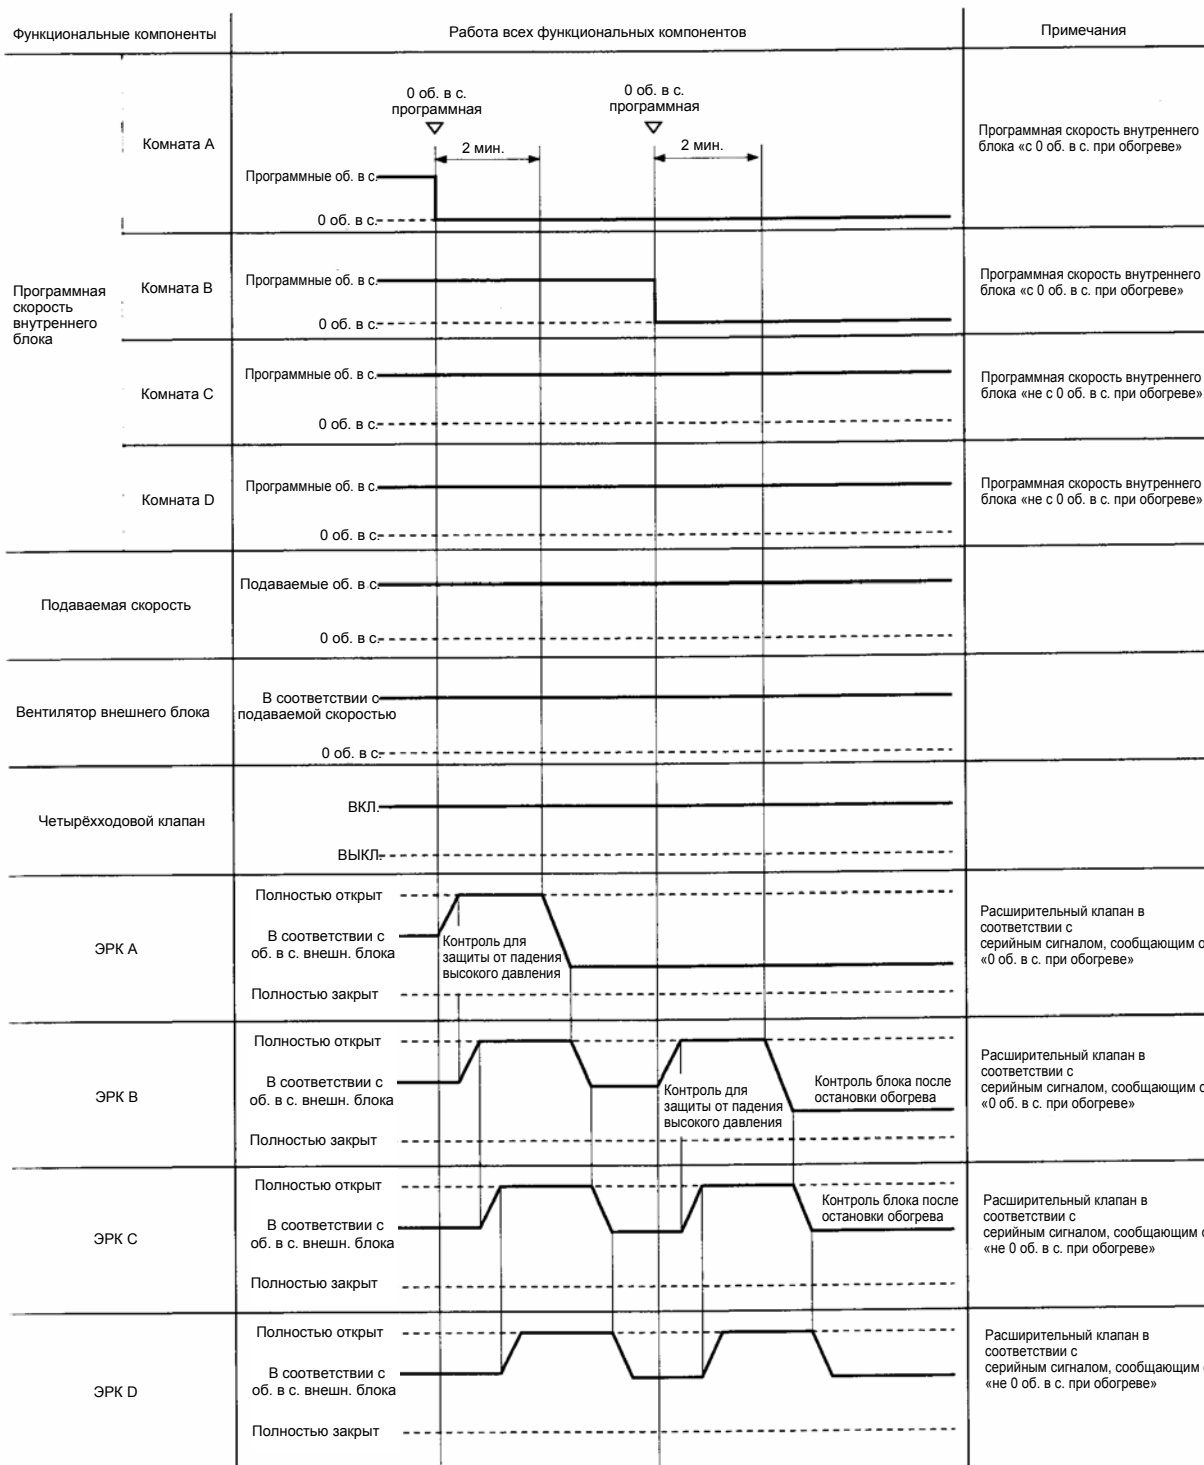 Функциональные компоненты
Работа всех функциональных компонентов
Примечания
0 об. в с.
программная
0 об. в с.
программная
2 мин.
2 мин.
Программная
скорость
внутреннего
блока
Комната A
Программные об. в с.
0 об. в с.
Программная скорость внутреннего
блока «с 0 об. в с. при обогреве»
Комната B
Программные об. в с.
0 об. в с.
Программная скорость внутреннего
блока «с 0 об. в с. при обогреве»
Комната C
Программные об. в с.
0 об. в с.
Программная скорость внутреннего
блока «не с 0 об. в с. при обогреве»
Комната D
Программные об. в с.
0 об. в с.
Программная скорость внутреннего
блока «не с 0 об. в с. при обогреве»
Подаваемая скорость
Подаваемые об. в с.
0 об. в с.
Вентилятор внешнего блока
В соответствии с
подаваемой скоростью
0 об. в с.
Четырёхходовой клапан
ВКЛ.
ВЫКЛ.
ЭРК A
Полностью открыт
В соответствии с
об. в с. внешн. блока
Полностью закрыт
Контроль для
защиты от падения
высокого давления
Расширительный клапан в
соответствии с
серийным сигналом, сообщающим о
«0 об. в с. при обогреве»
ЭРК B
Полностью открыт
В соответствии с
об. в с. внешн. блока
Полностью закрыт
Контроль для
защиты от падения
высокого давления
Контроль блока после
остановки обогрева
Расширительный клапан в
соответствии с
серийным сигналом, сообщающим о
«0 об. в с. при обогреве»
ЭРК C
Полностью открыт
В соответствии с
об. в с. внешн. блока
Полностью закрыт
Контроль блока после
остановки обогрева
Расширительный клапан в
соответствии с
серийным сигналом, сообщающим о
«не 0 об. в с. при обогреве»
ЭРК D
Полностью открыт
В соответствии с
об. в с. внешн. блока
Полностью закрыт
Расширительный клапан в
соответствии с
серийным сигналом, сообщающим
«не 0 об. в с. при обогреве»